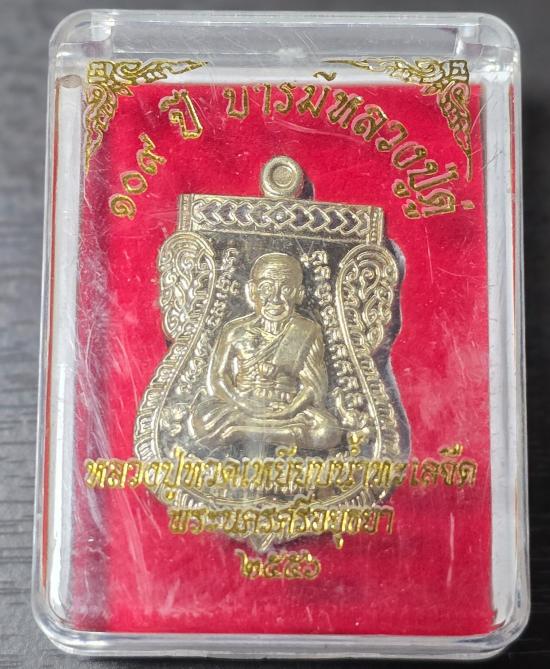 ๑๐๙ ปี บารมีหลวงปู่ดู่
หลวงปู่ทวดเหยียบน้ำทะเลจืด
พระนครศรีอยุธยา
๒๕๕๖